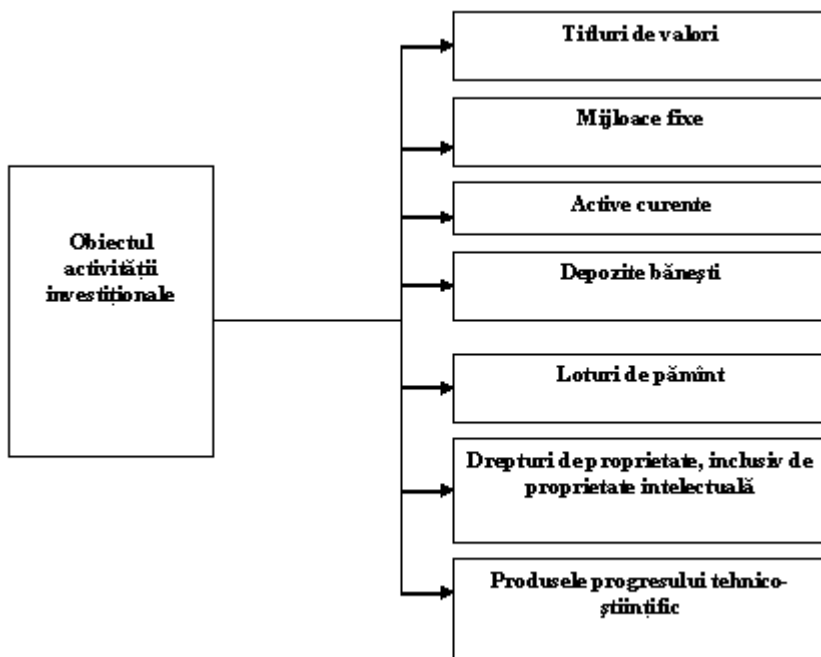 Titluri de valori
Mijloace fixe
Active curente
Obiectul
activității
investiționale
Depozite bănești
Loturi de pămînt
Drepturi de proprietate, inclusiv de
proprietate intelectuală
Produsele progresului tehnico-
științific